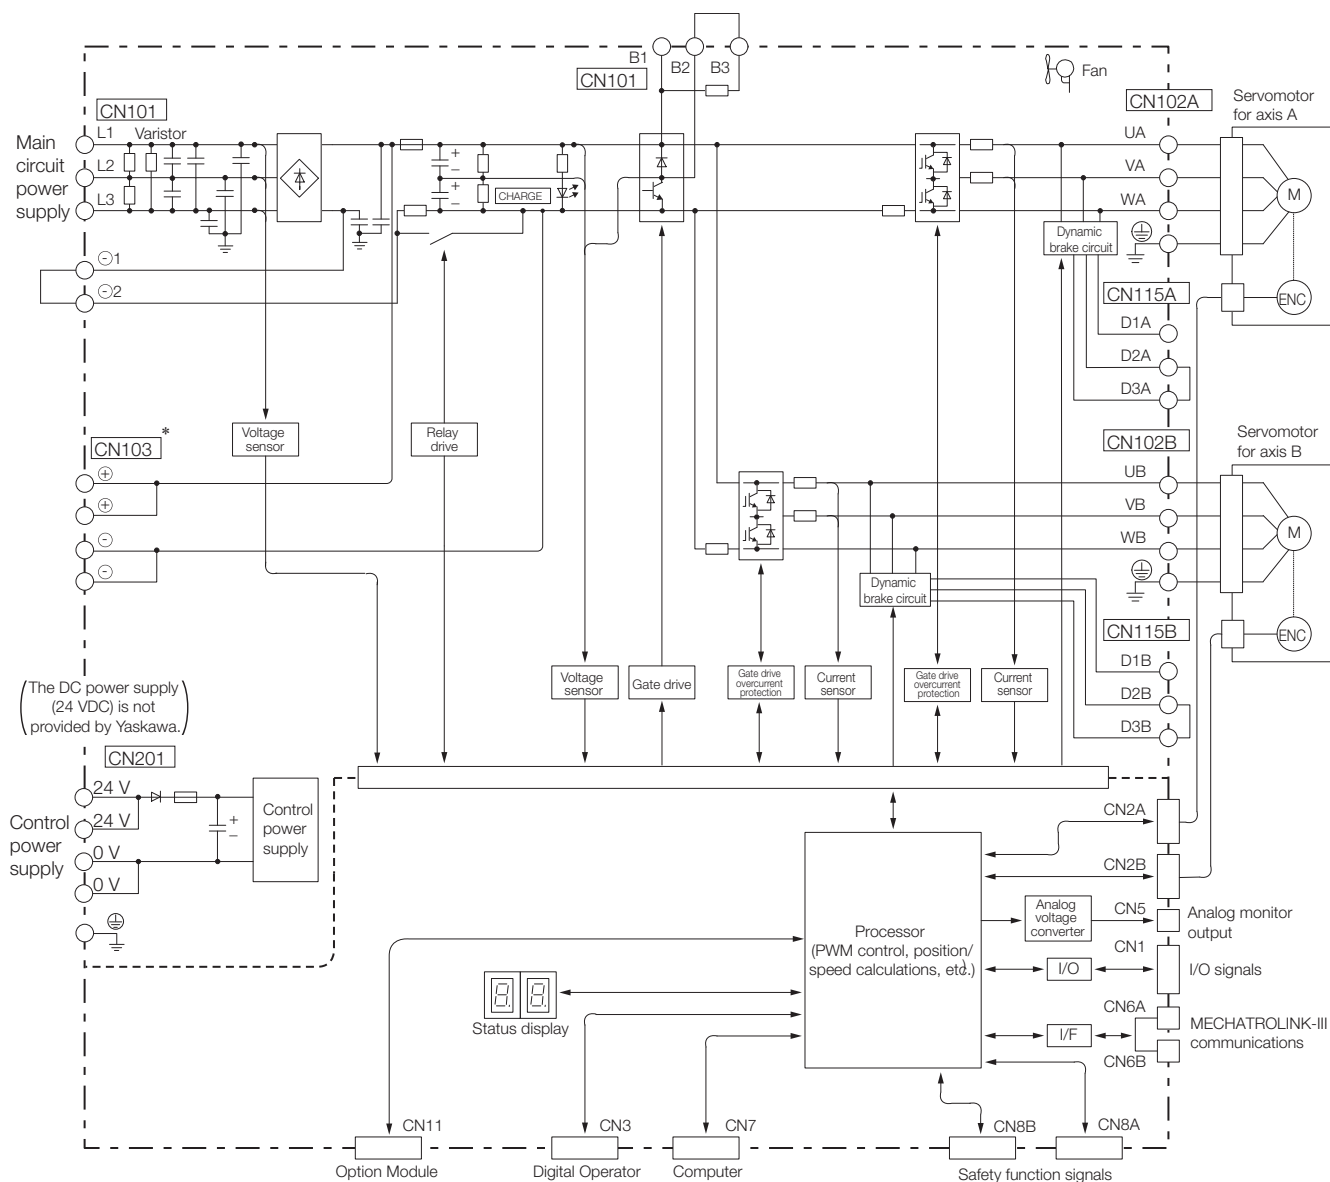 B1
B2
B3
CN101
Fan
CN101
CN102A
Servomotor
for axis A
Main
circuit
power
supply
L1
Varistor
L2
L3
CHARGE
UA
VA
WA
M
Dynamic
brake circuit
⊖1
⊖2
CN115A
ENC
D1A
D2A
D3A
CN103
*
Voltage
sensor
Relay
drive
CN102B
Servomotor
for axis B
⊕
⊕
⊖
⊖
UB
VB
WB
M
Dynamic
brake circuit
CN115B
ENC
D1B
D2B
D3B
Voltage
sensor
Gate drive
Gate drive
overcurrent
protection
Current
sensor
Gate drive
overcurrent
protection
Current
sensor
(The DC power supply
(24 VDC) is not
provided by Yaskawa.)
CN201
Control
power
supply
24 V
24 V
0 V
0 V
+
−
Control
power
supply
+
−
+
−
Processor
(PWM control, position/
speed calculations, etc.)
CN2A
CN2B
Analog
voltage
converter
CN5
Analog monitor
output
I/O
CN1
I/O signals
I/F
CN6A
CN6B
MECHATROLINK-III
communications
8. 8.
Status display
CN11
Option Module
CN3
Digital Operator
CN7
Computer
CN8B
CN8A
Safety function signals